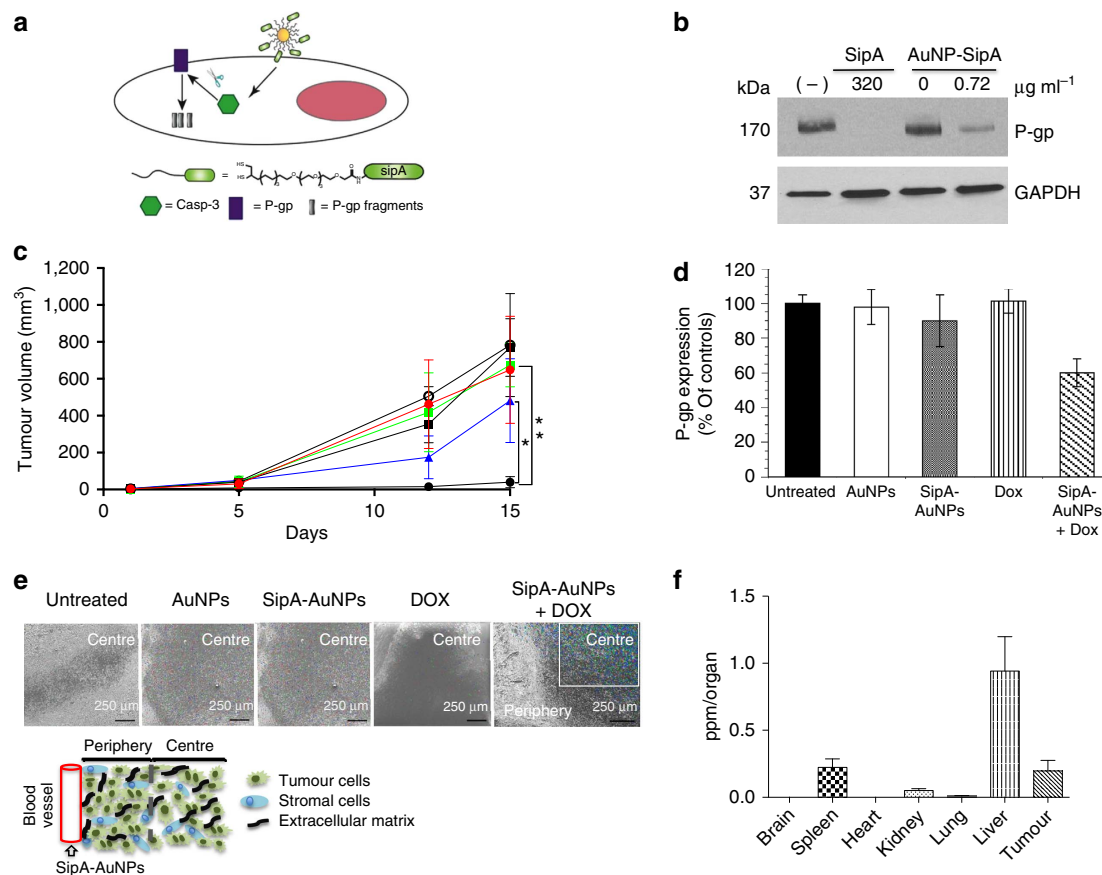 a
HS
HS
O
O
O
O
N
H
3
3
sipA
= Casp-3
= P-gp
= P-gp fragments
b
SipA
AuNP-SipA
kDa
(–)
320
0
0.72
µg ml⁻¹
170
P-gp
37
GAPDH
c
Tumour volume (mm³)
1,200
1,000
800
600
400
200
0
0
5
10
15
Days
*
* *
d
P-gp expression
(% Of controls)
120
100
80
60
40
20
0
Untreated
AuNPs
SipA-
AuNPs
Dox
SipA-
AuNPs
+ Dox
e
Untreated
AuNPs
SipA-AuNPs
DOX
SipA-AuNPs
+ DOX
Centre
250 µm
Centre
250 µm
Centre
250 µm
Centre
250 µm
Centre
Periphery
250 µm
Periphery
Centre
Blood
vessel
SipA-AuNPs
Tumour cells
Stromal cells
Extracellular matrix
f
ppm/organ
1.5
1.0
0.5
0.0
Brain
Spleen
Heart
Kidney
Lung
Liver
Tumour